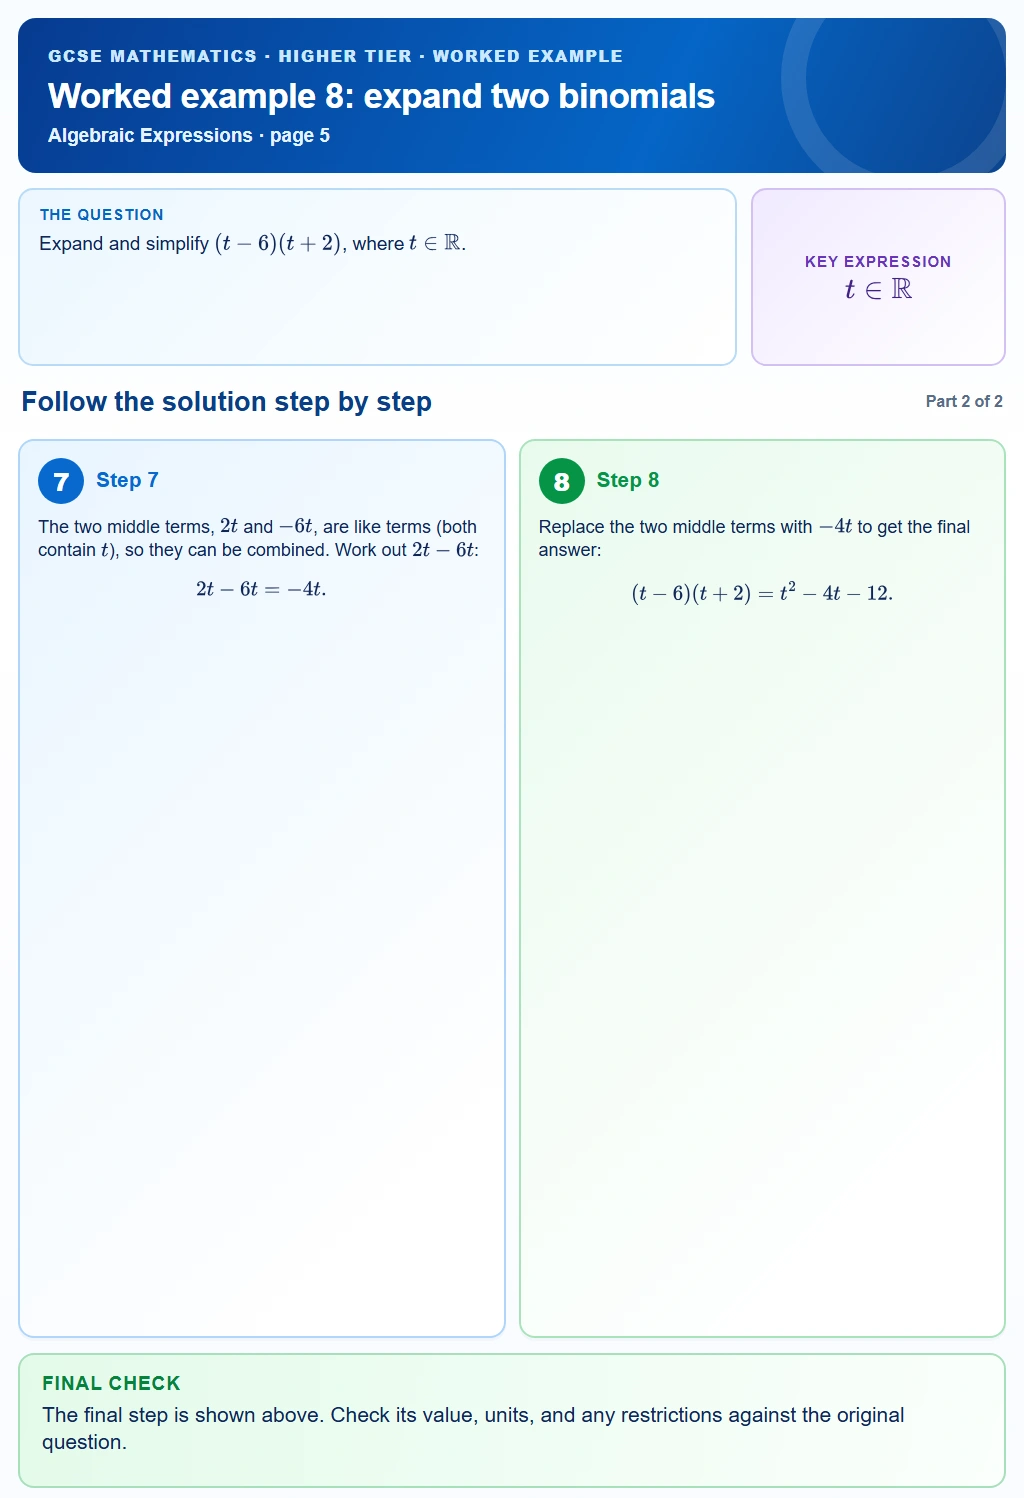 GCSE MATHEMATICS · HIGHER TIER · WORKED EXAMPLE
Worked example 8: expand two binomials
Algebraic Expressions · page 5
THE QUESTION
Expand and simplify (t − 6)(t + 2), where t ∈ ℝ.
KEY EXPRESSION
t ∈ ℝ
Follow the solution step by step
Part 2 of 2
7 Step 7
The two middle terms, 2t and −6t, are like terms (both
contain t), so they can be combined. Work out 2t − 6t:
2t − 6t = −4t.
8 Step 8
Replace the two middle terms with −4t to get the final
answer:
(t − 6)(t + 2) = t² − 4t − 12.
FINAL CHECK
The final step is shown above. Check its value, units, and any restrictions against the original
question.